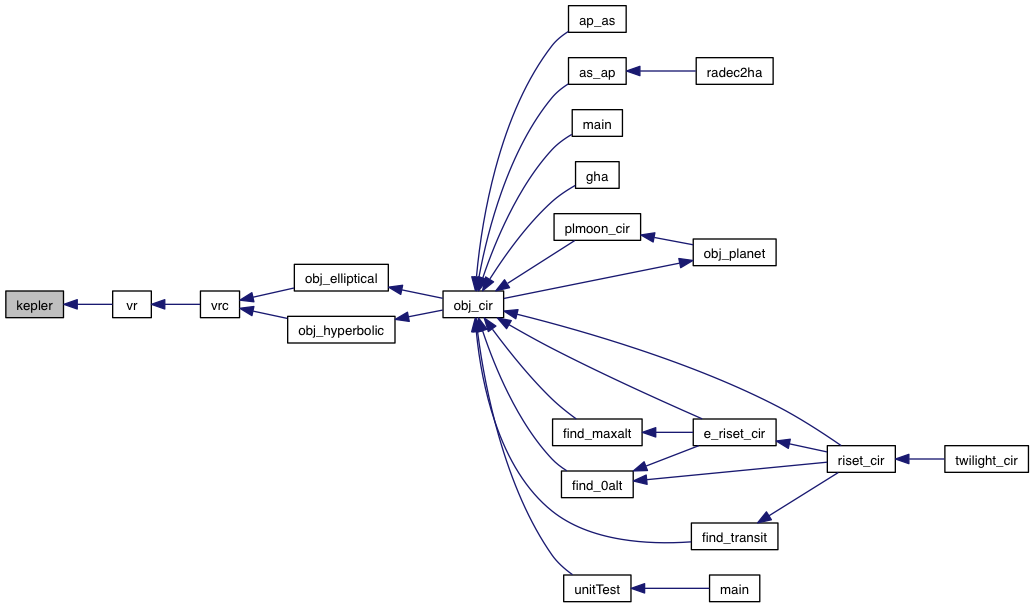 ap_as
as_ap
radec2ha
main
gha
plmoon_cir
obj_planet
obj_elliptical
kepler
vr
vrc
obj_cir
obj_hyperbolic
find_maxalt
e_riset_cir
riset_cir
twilight_cir
find_0alt
find_transit
unitTest
main